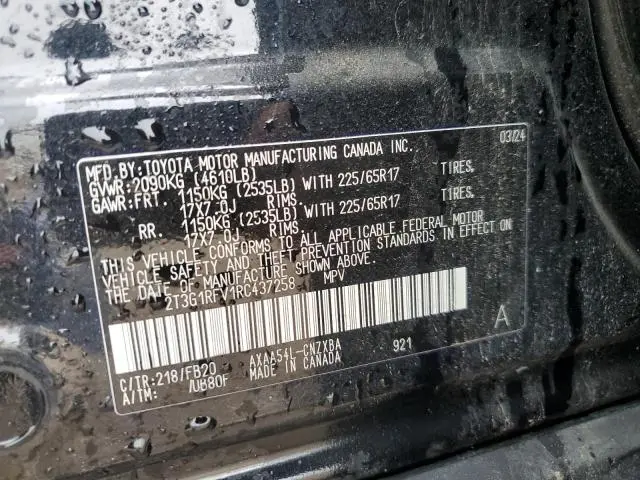 MFD. BY: TOYOTA MOTOR MANUFACTURING CANADA INC. 03/24
GVWR: 2090KG (4610LB)
GAWR: FRT. 1150KG (2535LB) WITH 225/65R17 TIRES.
17X7.0J RIMS.
RR. 1150KG (2535LB) WITH 225/65R17 TIRES.
17X7.0J RIMS.
THIS VEHICLE CONFORMS TO ALL APPLICABLE FEDERAL MOTOR
VEHICLE SAFETY AND THEFT PREVENTION STANDARDS IN EFFECT ON
THE DATE OF MANUFACTURE SHOWN ABOVE.
2T3G1RFV4RC437258 MPV
A
C/TR: 218/FB20 AXAA54L-CNZXBA 921
A/TM: /UB80F MADE IN CANADA